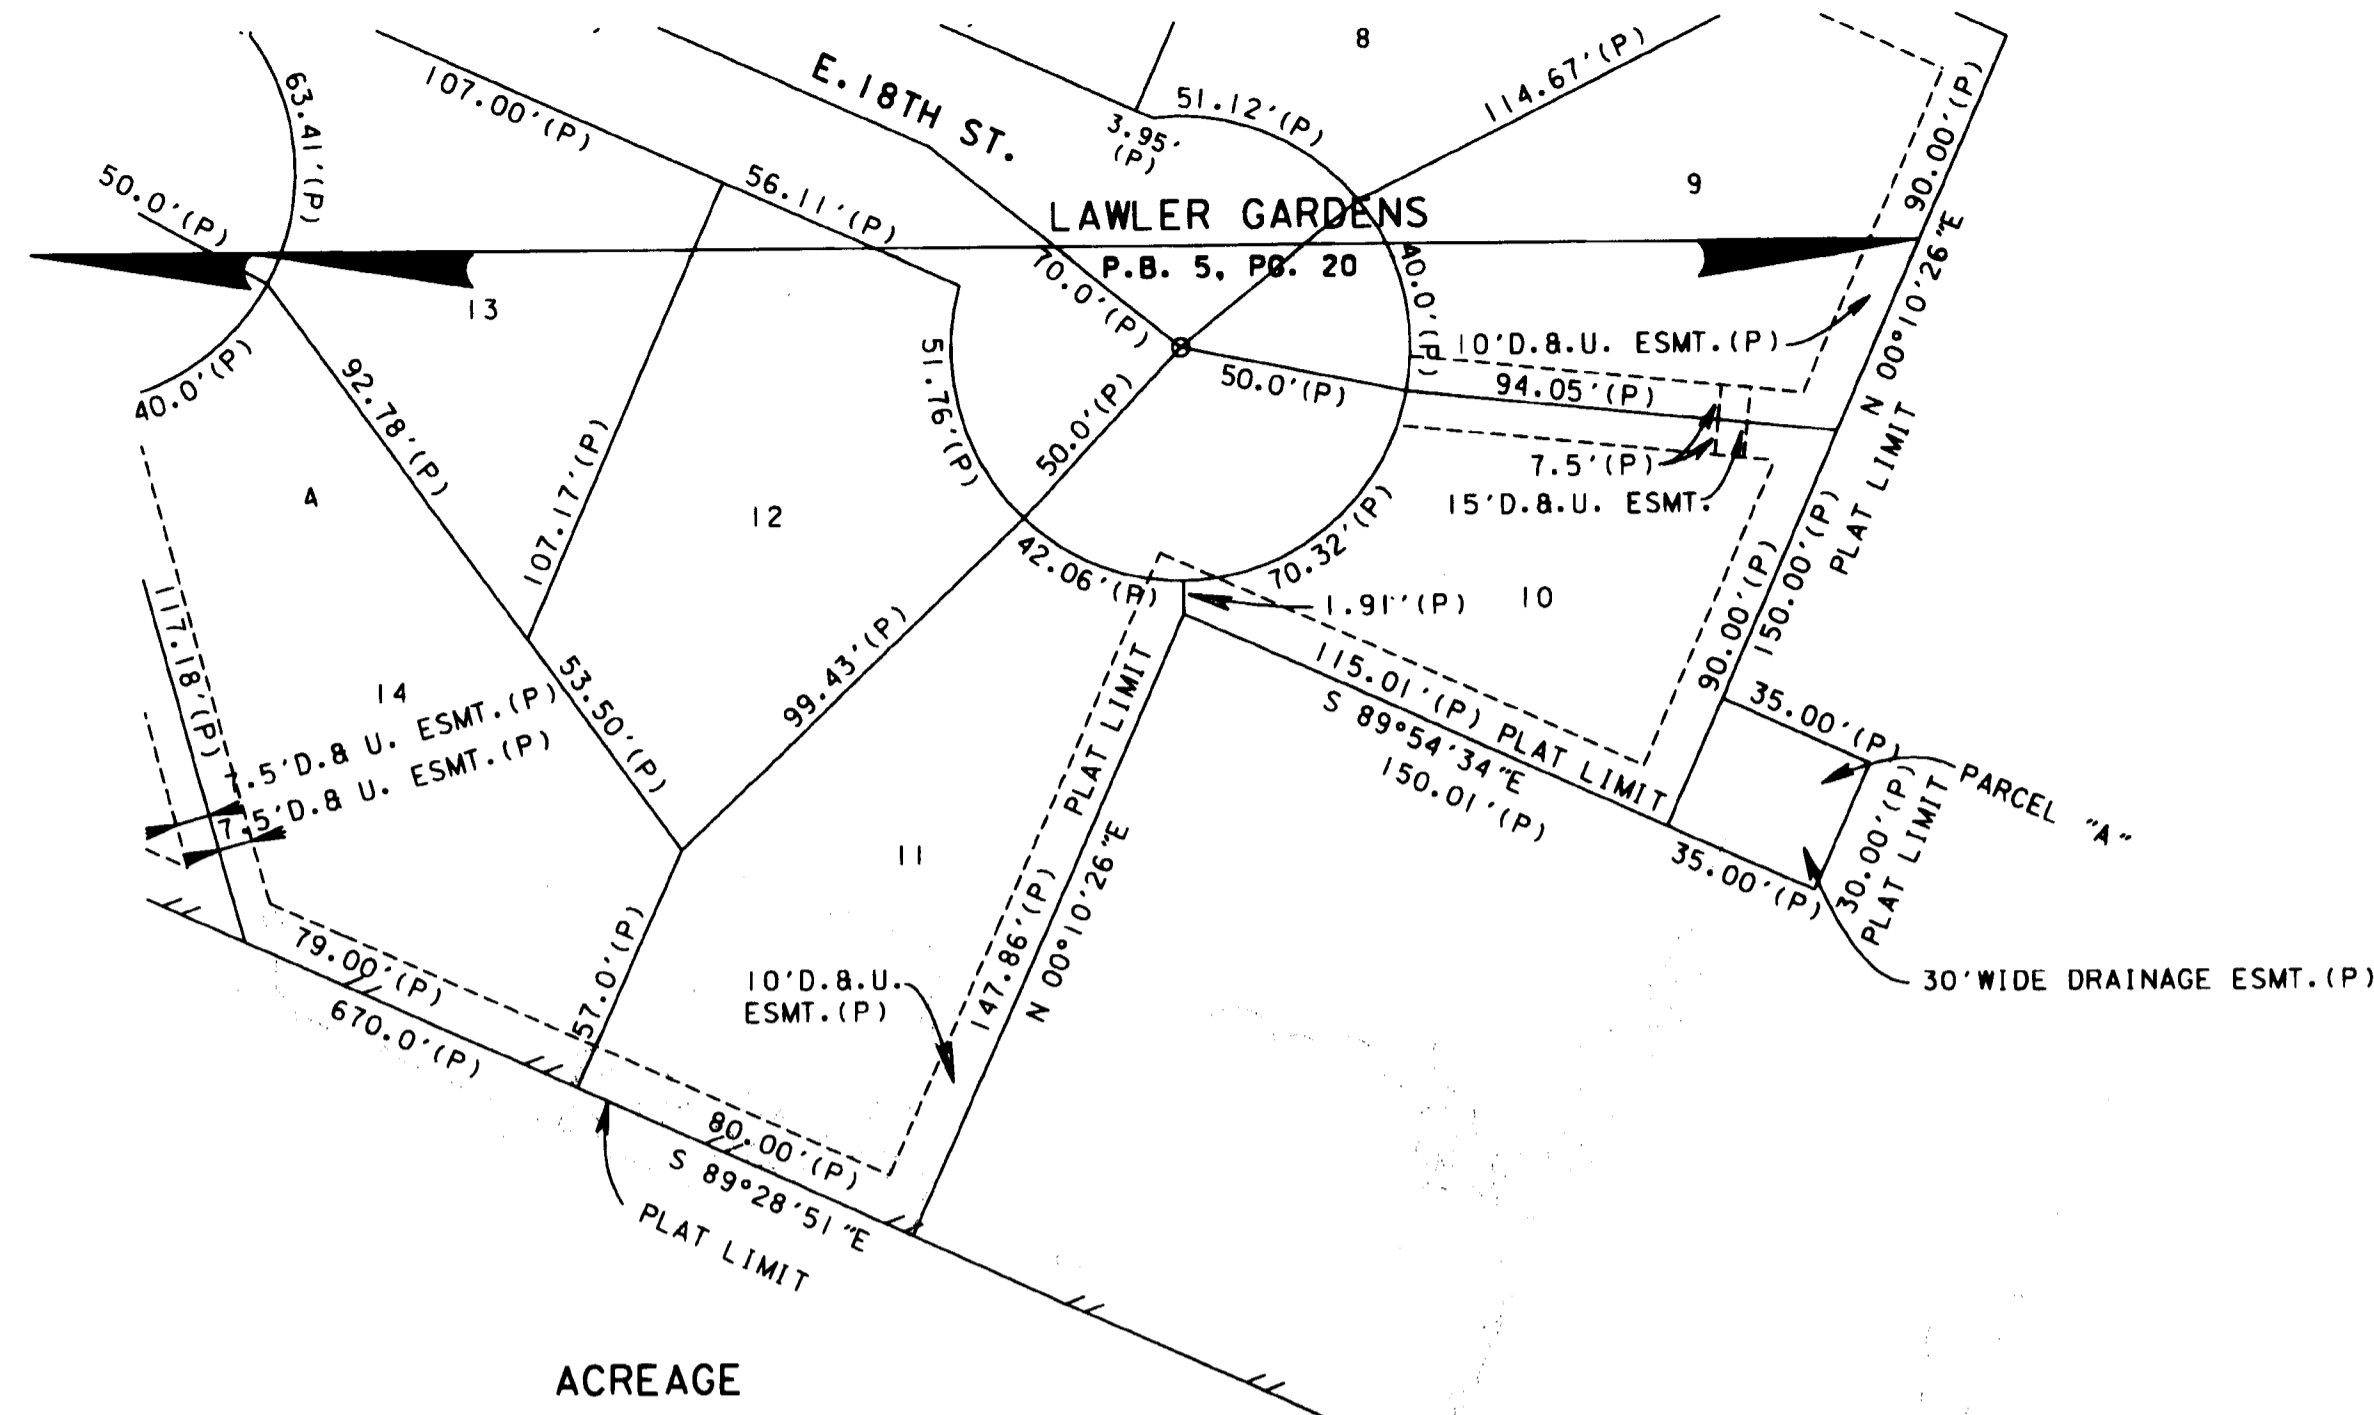 8
63.41'(P)
107.00'(P)
E.18TH ST.
51.12'(P)
114.67'(P)
3.95'
(P)
90.00'(P)
50.0'(P)
56.11'(P)
9
LAWLER GARDENS
P.B. 5, PG. 20
70.0'(P)
40.0'(P)
N 00°10'26"E
13
10'D.&.U. ESMT.(P)
40.0'(P)
92.78'(P)
51.76'(P)
50.0'(P)
50.0'(P)
94.05'(P)
7.5'(P)
15'D.&.U. ESMT.
PLAT LIMIT
4
107.17'(P)
12
42.06'(P)
70.32'(P)
1.91'(P)
10
90.00'(P)
150.00'(P)
117.18'(P)
14
7.5'D.& U. ESMT.(P)
7.5'D.& U. ESMT.(P)
53.50'(P)
99.43'(P)
PLAT LIMIT
115.01'(P) PLAT LIMIT
S 89°54'34"E
150.01'(P)
35.00'(P)
PARCEL "A"
35.00'(P)
30.00'(P)
PLAT LIMIT
30'WIDE DRAINAGE ESMT.(P)
11
147.86'(P)
N 00°10'26"E
79.00'(P)
670.0'(P)
57.0'(P)
10'D.&.U.
ESMT.(P)
80.00'(P)
S 89°28'51"E
PLAT LIMIT
ACREAGE